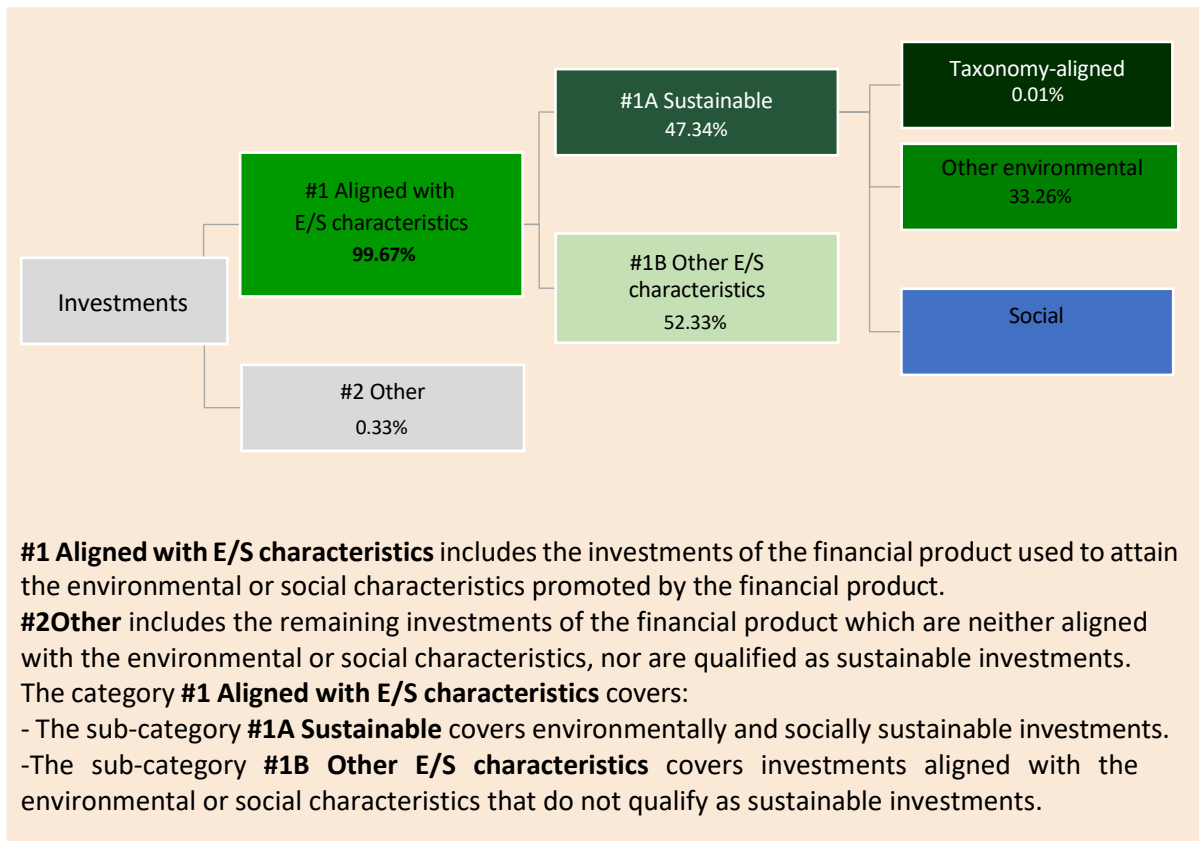 Taxonomy-aligned
0.01%
#1A Sustainable
47.34%
Other environmental
33.26%
#1 Aligned with
E/S characteristics
99.67%
#1B Other E/S
characteristics
52.33%
Investments
Social
#2 Other
0.33%
#1 Aligned with E/S characteristics includes the investments of the financial product used to attain
the environmental or social characteristics promoted by the financial product.
#2Other includes the remaining investments of the financial product which are neither aligned
with the environmental or social characteristics, nor are qualified as sustainable investments.
The category #1 Aligned with E/S characteristics covers:
- The sub-category #1A Sustainable covers environmentally and socially sustainable investments.
-The sub-category #1B Other E/S characteristics covers investments aligned with the
environmental or social characteristics that do not qualify as sustainable investments.